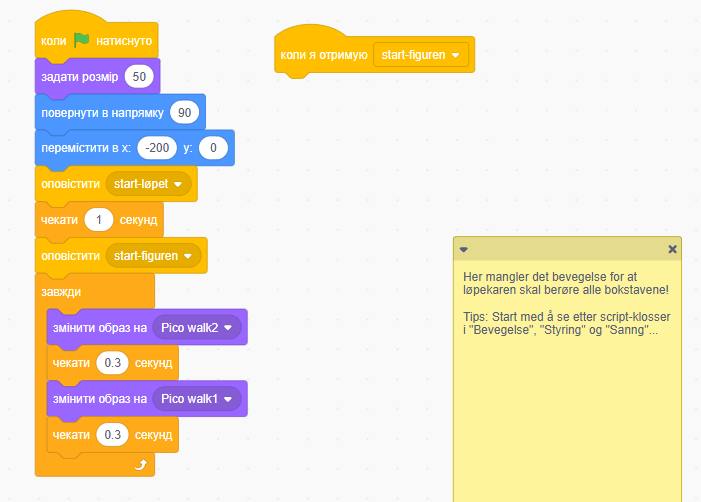 коли натиснуто
задати розмір 50
повернути в напрямку 90
перемістити в x: -200 y: 0
оповістити start-løpet
чекати 1 секунд
оповістити start-figuren
завжди
змінити образ на Pico walk2
чекати 0.3 секунд
змінити образ на Pico walk1
чекати 0.3 секунд
коли я отримую start-figuren
Her mangler det bevegelse for at
løpekaren skal berøre alle bokstavene!
Tips: Start med å se etter script-klosser
i "Bevegelse", "Styring" og "Sanng"...